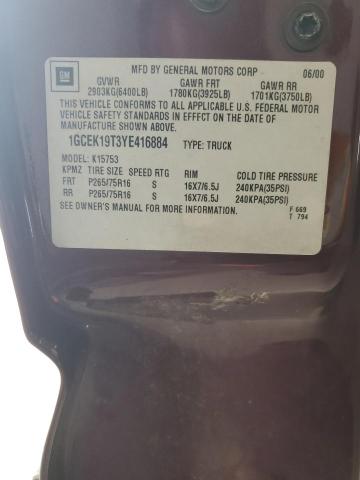 GM
MFD BY GENERAL MOTORS CORP 06/00
GVWR GAWR FRT GAWR RR
2903KG(6400LB) 1780KG(3925LB) 1701KG(3750LB)
THIS VEHICLE CONFORMS TO ALL APPLICABLE U.S. FEDERAL MOTOR
VEHICLE SAFETY STANDARDS IN EFFFCT ON THE DATE OF
MANUFACTURE SHOWN ABOVE.
1GCEK19T3YE416884 TYPE: TRUCK
MODEL: K15753
KPMZ TIRE SIZE SPEED RTG RIM COLD TIRE PRESSURE
FRT P265/75R16 S 16X7/6.5J 240KPA(35PSI)
RR P265/75R16 S 16X7/6.5J 240KPA(35PSI)
SEE OWNER'S MANUAL FOR MORE INFORMATION.
F 669
T 794